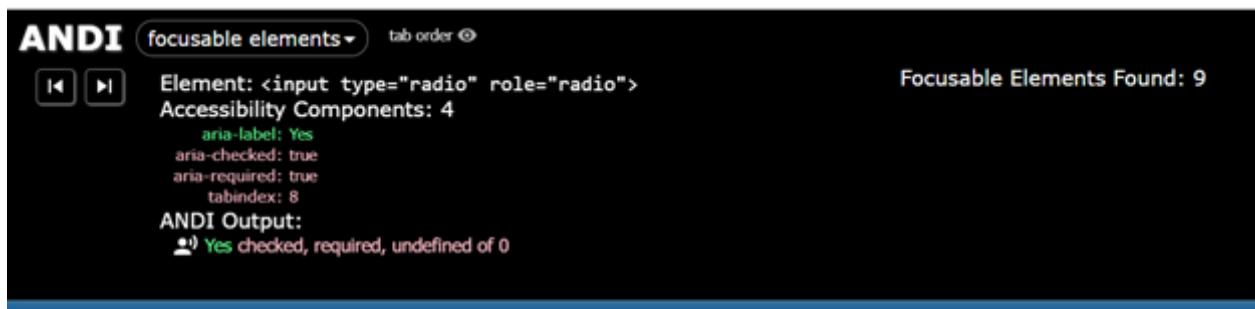 ANDI focusable elements tab order
Element: <input type="radio" role="radio">
Focusable Elements Found: 9
Accessibility Components: 4
aria-label: Yes
aria-checked: true
aria-required: true
tabindex: 8
ANDI Output:
Yes checked, required, undefined of 0